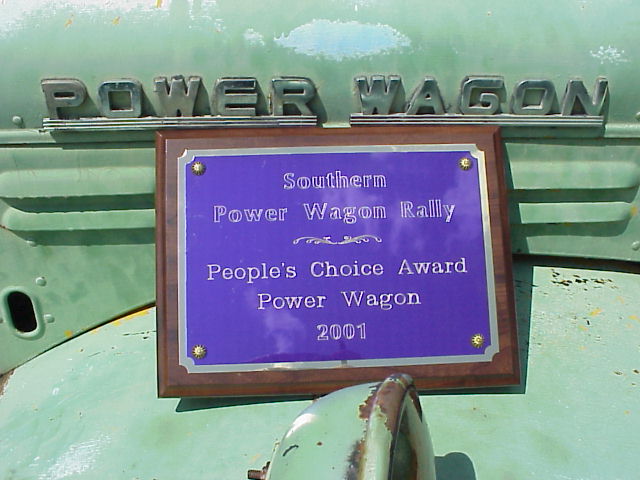 POWER WAGON
Southern
Power Wagon Rally
People's Choice Award
Power Wagon
2001